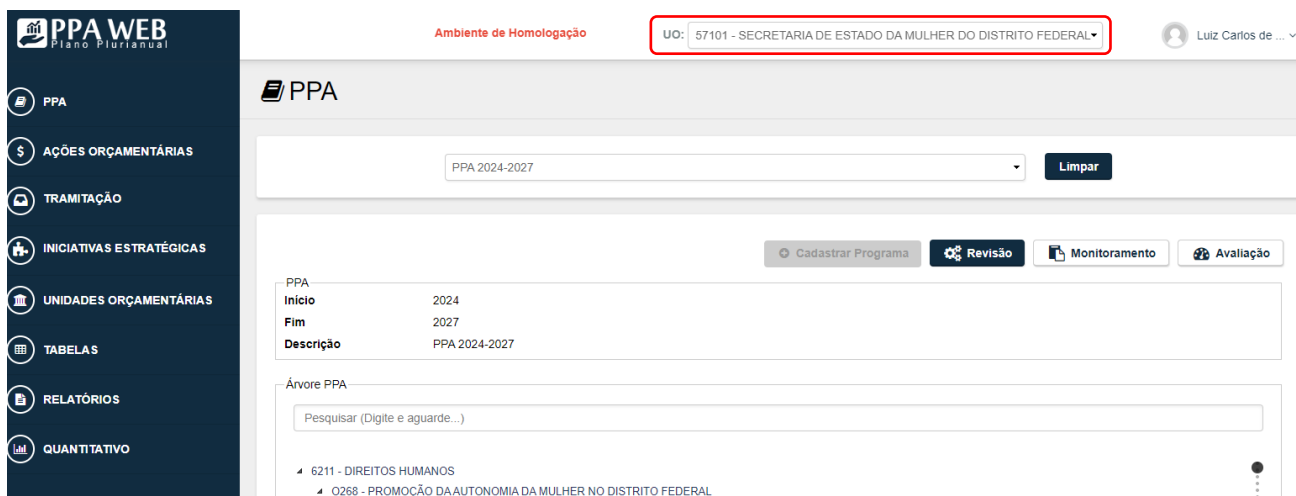 PPA WEB
Plano Plurianual
Ambiente de Homologação
UO: 57101 - SECRETARIA DE ESTADO DA MULHER DO DISTRITO FEDERAL
Luiz Carlos de ...
PPA
AÇÕES ORÇAMENTÁRIAS
TRAMITAÇÃO
INICIATIVAS ESTRATÉGICAS
UNIDADES ORÇAMENTÁRIAS
TABELAS
RELATÓRIOS
QUANTITATIVO
PPA
PPA 2024-2027
Limpar
Cadastrar Programa
Revisão
Monitoramento
Avaliação
PPA
Início 2024
Fim 2027
Descrição PPA 2024-2027
Árvore PPA
Pesquisar (Digite e aguarde...)
6211 - DIREITOS HUMANOS
O268 - PROMOÇÃO DA AUTONOMIA DA MULHER NO DISTRITO FEDERAL